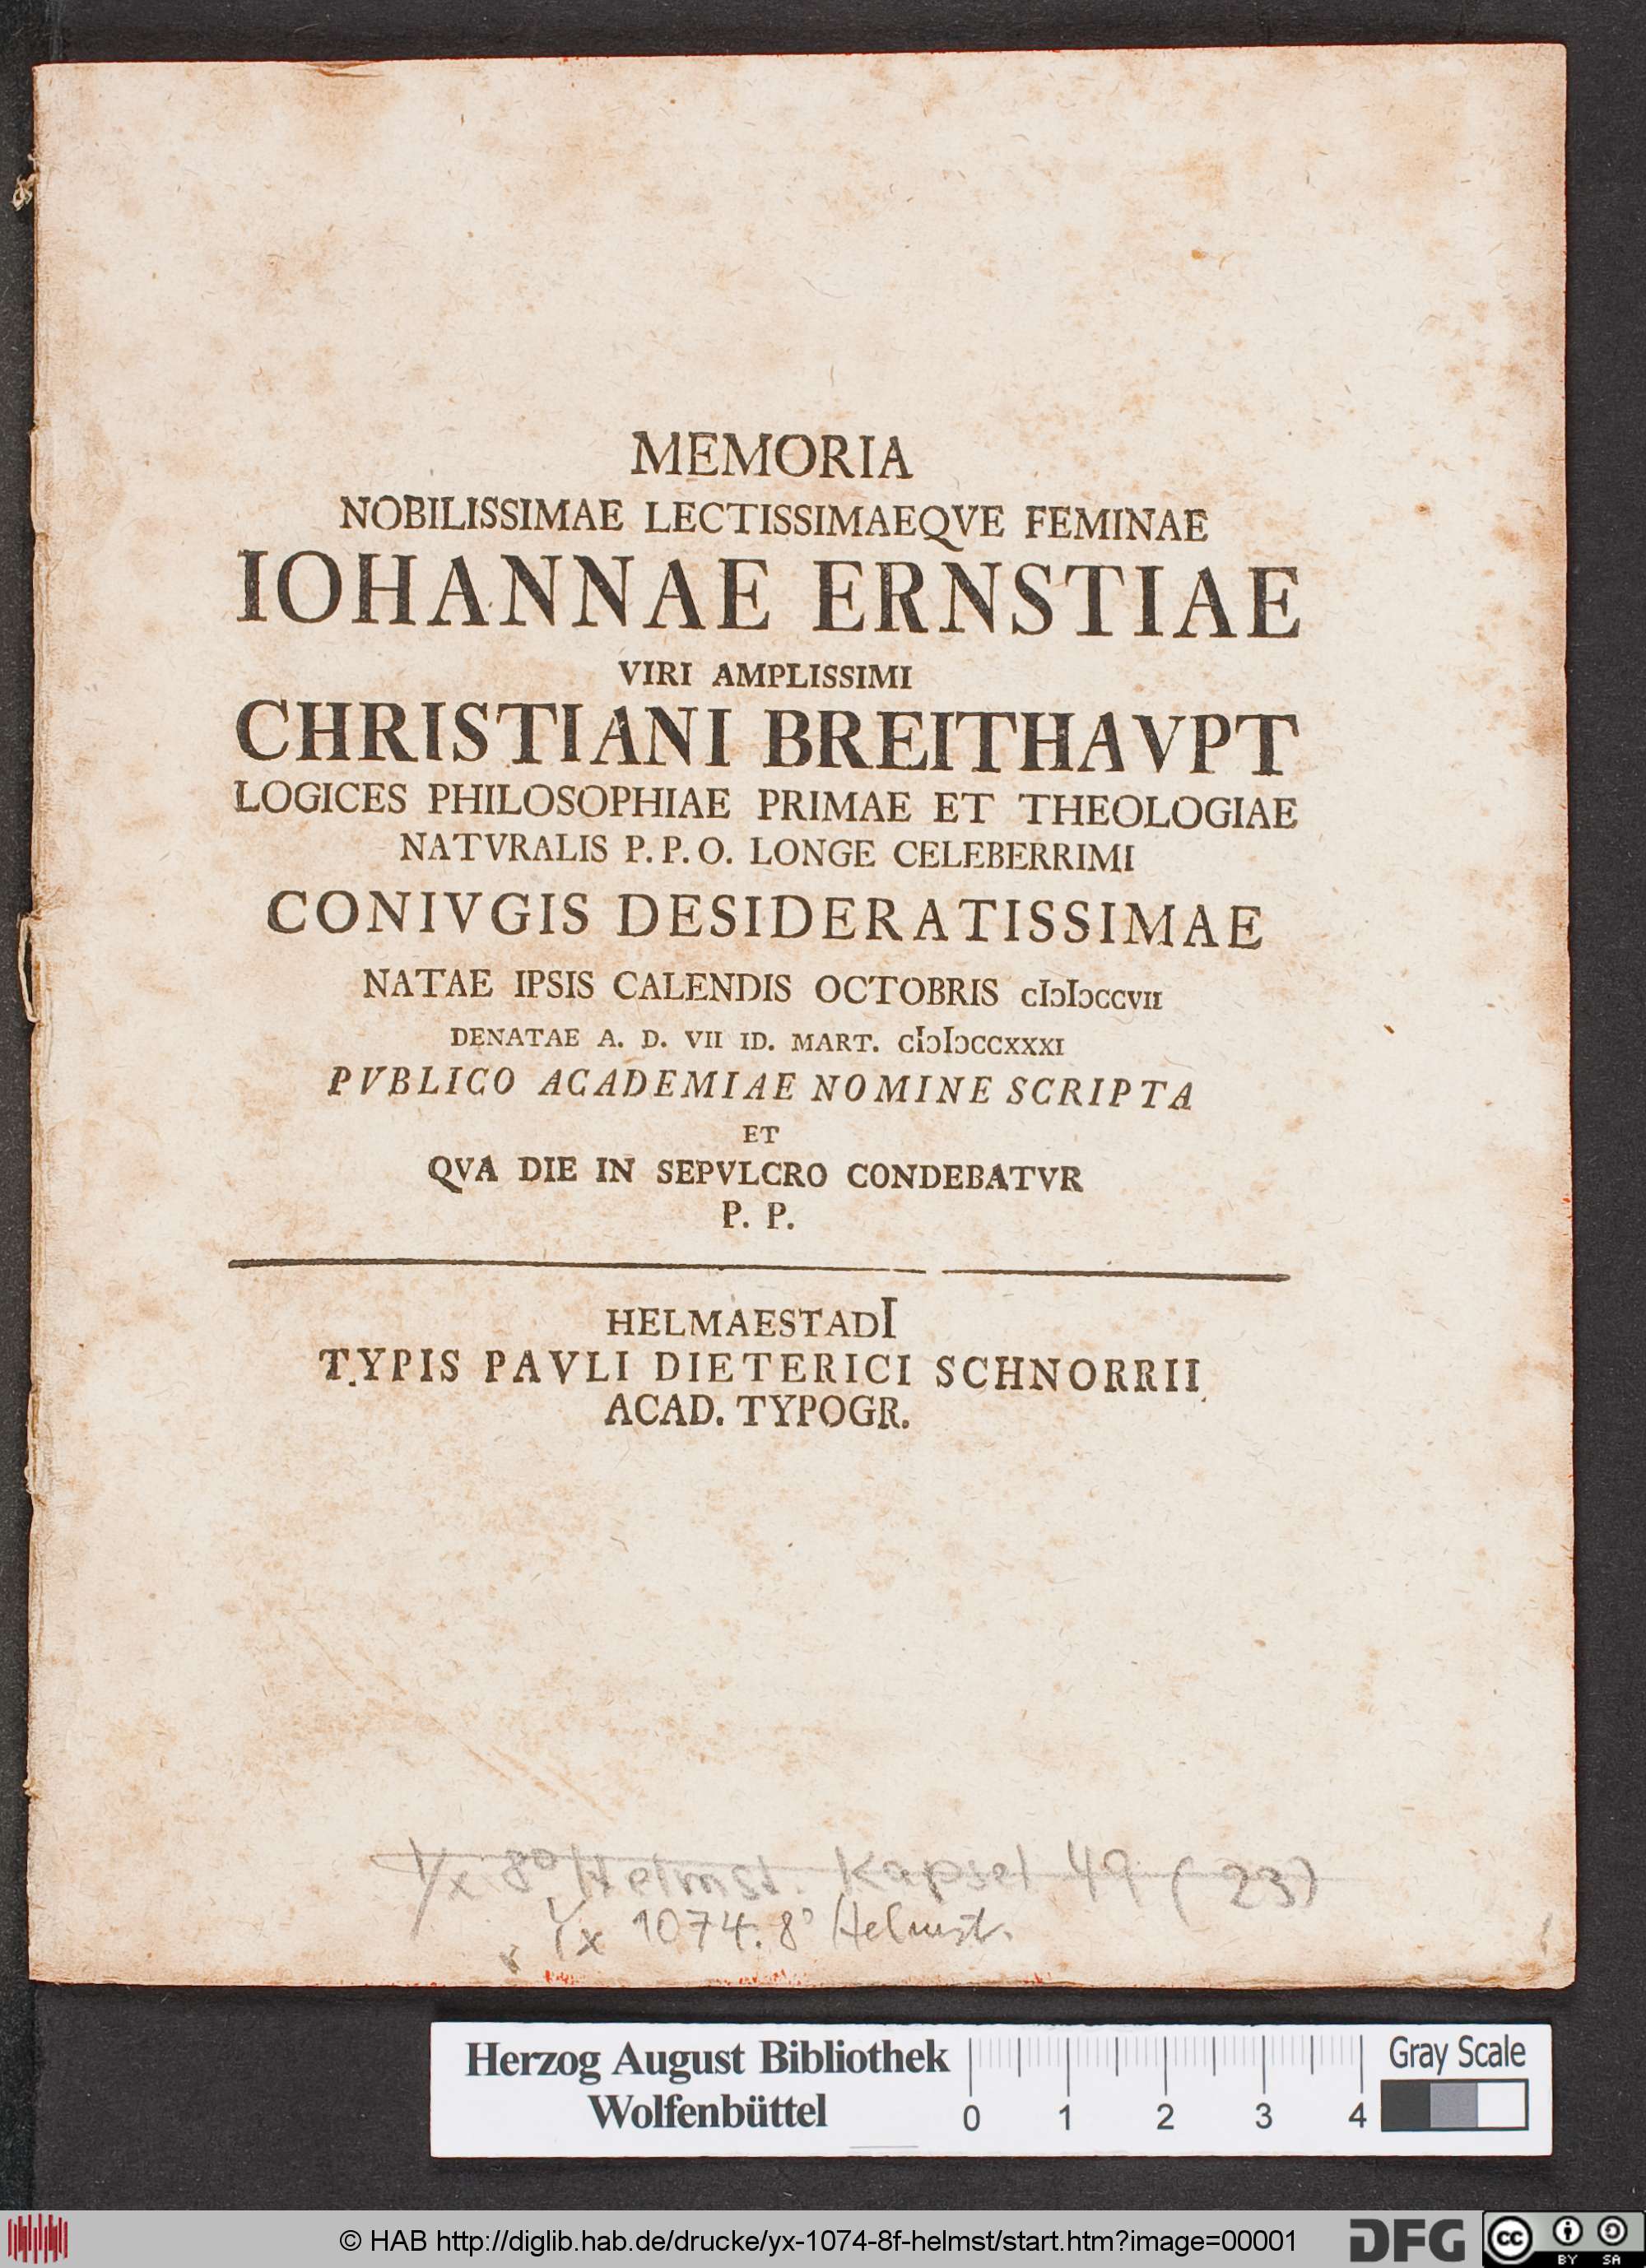 MEMORIA
NOBILISSIMAE LECTISSIMAEQVE FEMINAE
IOHANNAE ERNSTIAE
VIRI AMPLISSIMI
CHRISTIANI BREITHAVPT
LOGICES PHILOSOPHIAE PRIMAE ET THEOLOGIAE
NATVRALIS P. P. O. LONGE CELEBERRIMI
CONIVGIS DESIDERATISSIMAE
NATAE IPSIS CALENDIS OCTOBRIS cIↄIↄCCVII
DENATAE A. D. VII ID. MART. CIↄIↄCCXXXI
PVBLICO ACADEMIAE NOMINE SCRIPTA
ET
QVA DIE IN SEPVLCRO CONDEBATVR
P. P.
HELMAESTADI
TYPIS PAVLI DIETERICI SCHNORRII
ACAD. TYPOGR.
Yx 8° Helmst. Kapsel 49 (23)
Yx 1074.8° Helmst.
Herzog August Bibliothek
Wolfenbüttel
0 1 2 3 4
Gray Scale
© HAB http://diglib.hab.de/drucke/yx-1074-8f-helmst/start.htm?image=00001
DFG
cc BY SA